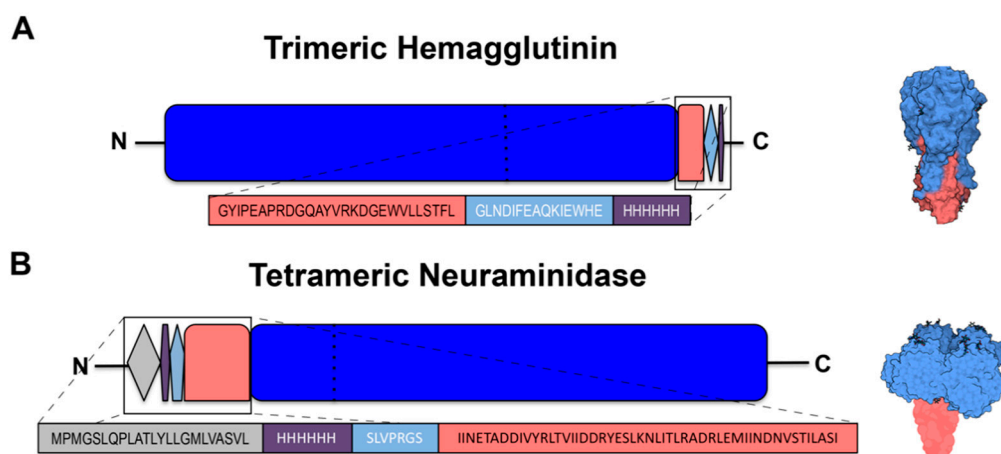 A
Trimeric Hemagglutinin
N
C
GYIPEAPRDGQAYVRKDGEWVLLSTFL GLNDIFEAQKIEWHE HHHHHH
B
Tetrameric Neuraminidase
N
C
MPMGSLQPLATLYLLGMLVASVL HHHHHH SLVPRGS IINETADDIVYRLTVIIDDRYESLKNLITLRADRLEMIINDNVSTILASI